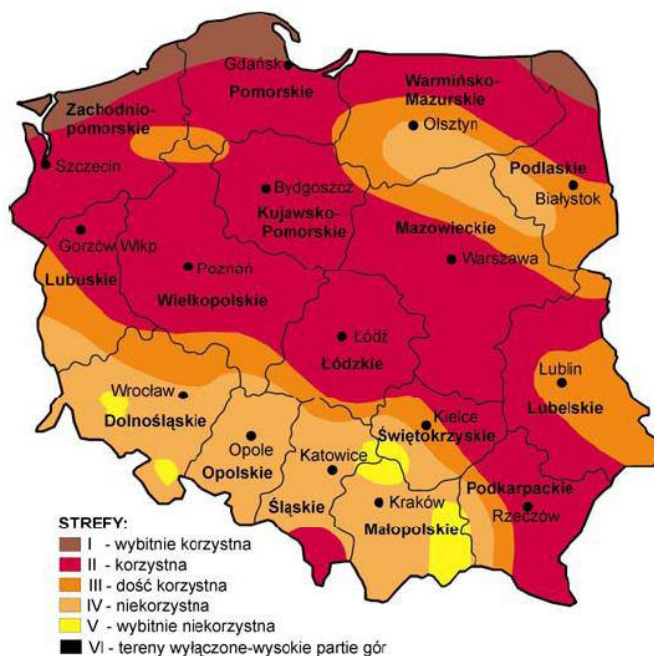 Gdańsk
Pomorskie
Warmińsko-
Mazurskie
Zachodnio-
pomorskie
Olsztyn
Szczecin
Podlaskie
Białystok
Bydgoszcz
Kujawsko-
Pomorskie
Mazowieckie
Gorzów Wlkp
Warszawa
Lubuskie
Poznoń
Wielkopolskie
Łódź
Łódzkie
Lublin
Lubelskie
Wrocław
Dolnośląskie
Kielce
Świętokrzyskie
Opole
Opolskie
Katowice
Śląskie
Kraków
Małopolskie
Podkarpackie
Rzeczów
STREFY:
I - wybitnie korzystna
II - korzystna
III - dość korzystna
IV - niekorzystna
V - wybitnie niekorzystna
VI - tereny wyłączone-wysokie partie gór